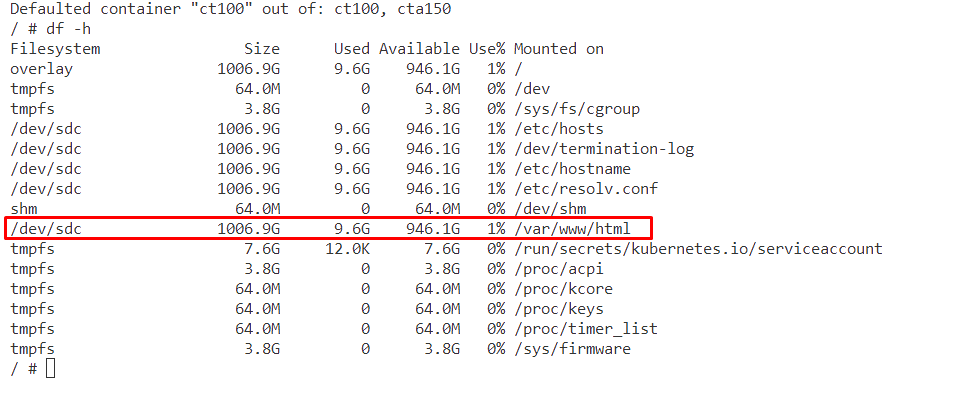 Defaulted container "ct100" out of: ct100, cta150
/ # df -h
Filesystem                Size      Used Available Use% Mounted on
overlay                1006.9G      9.6G    946.1G   1% /
tmpfs                    64.0M         0     64.0M   0% /dev
tmpfs                     3.8G         0      3.8G   0% /sys/fs/cgroup
/dev/sdc               1006.9G      9.6G    946.1G   1% /etc/hosts
/dev/sdc               1006.9G      9.6G    946.1G   1% /dev/termination-log
/dev/sdc               1006.9G      9.6G    946.1G   1% /etc/hostname
/dev/sdc               1006.9G      9.6G    946.1G   1% /etc/resolv.conf
shm                      64.0M         0     64.0M   0% /dev/shm
/dev/sdc               1006.9G      9.6G    946.1G   1% /var/www/html
tmpfs                     7.6G     12.0K      7.6G   0% /run/secrets/kubernetes.io/serviceaccount
tmpfs                     3.8G         0      3.8G   0% /proc/acpi
tmpfs                    64.0M         0     64.0M   0% /proc/kcore
tmpfs                    64.0M         0     64.0M   0% /proc/keys
tmpfs                    64.0M         0     64.0M   0% /proc/timer_list
tmpfs                     3.8G         0      3.8G   0% /sys/firmware
/ #